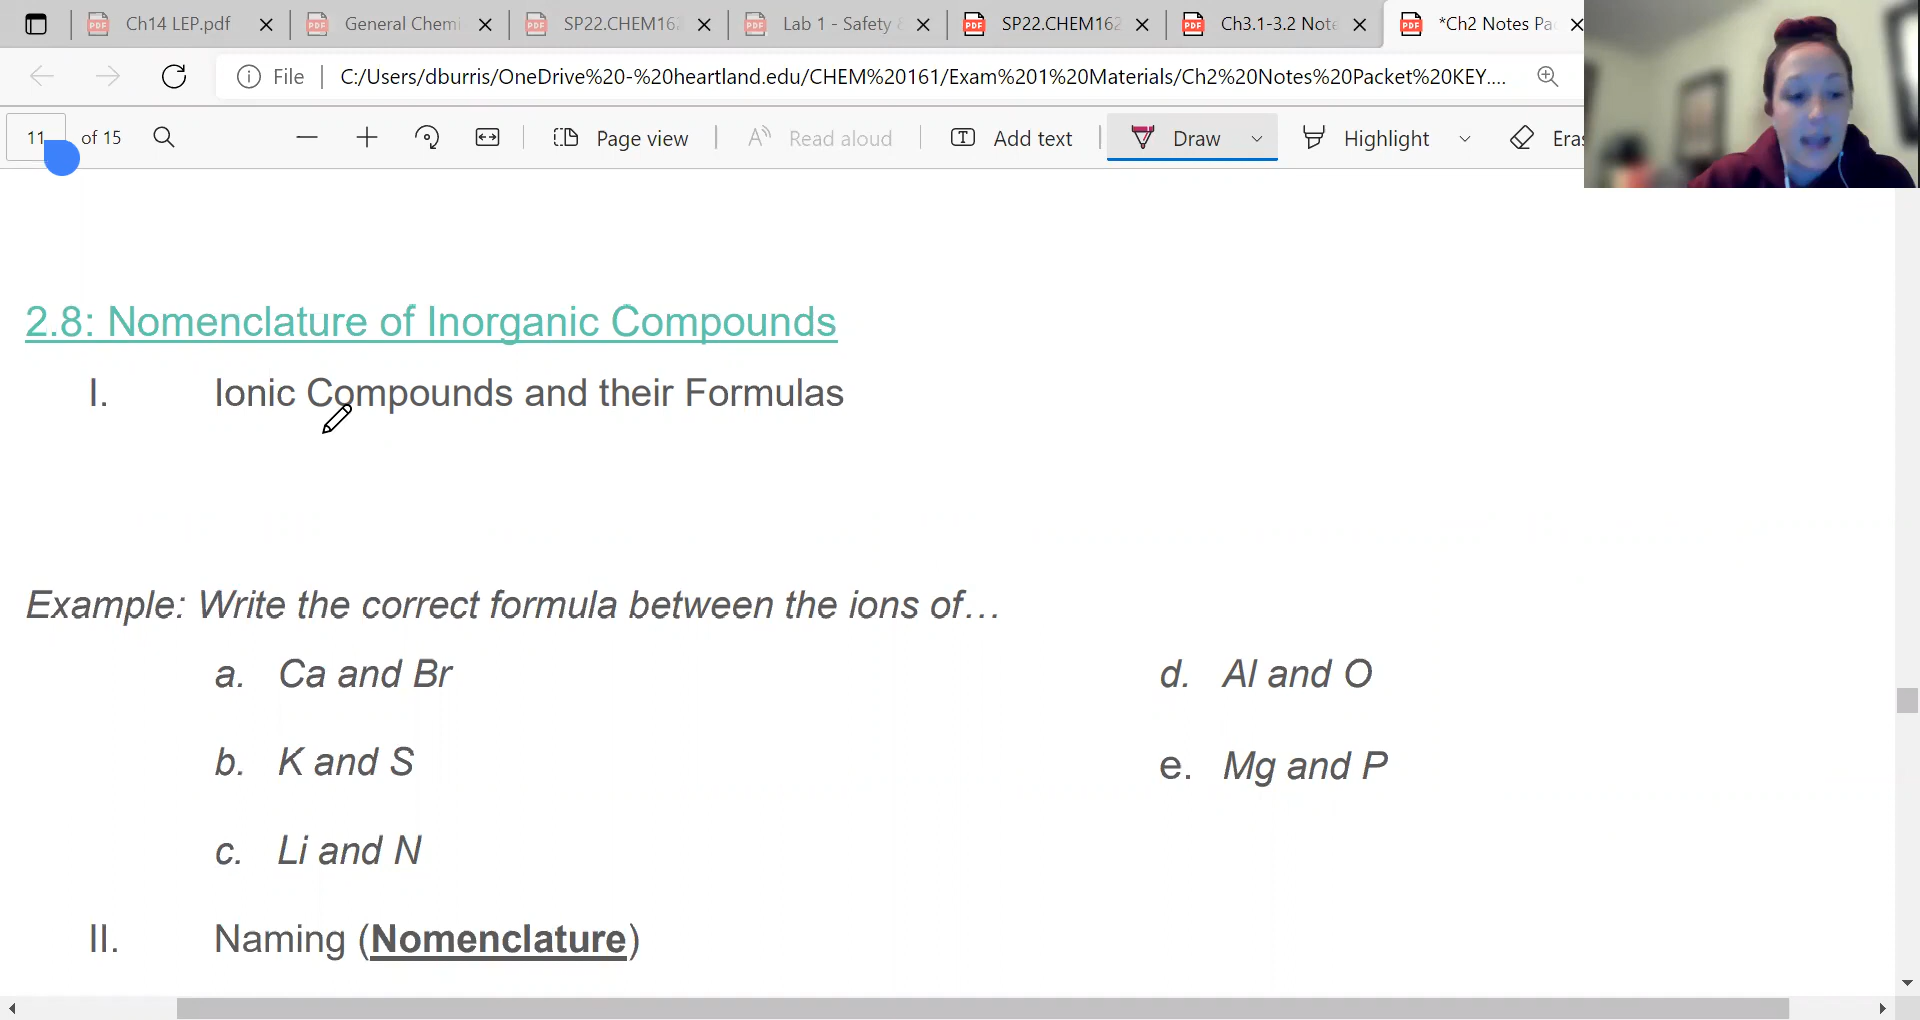 Ch14 LEP.pdf
General Chemi
SP22.CHEM162
Lab 1 - Safety &
SP22.CHEM162
Ch3.1-3.2 Note
*Ch2 Notes Pa
File
C:/Users/dburris/OneDrive%20-%20heartland.edu/CHEM%20161/Exam%201%20Materials/Ch2%20Notes%20Packet%20KEY....
11 of 15
Page view
Read aloud
Add text
Draw
Highlight
Eras
2.8: Nomenclature of Inorganic Compounds
I. Ionic Compounds and their Formulas
Example: Write the correct formula between the ions of...
a. Ca and Br
b. K and S
c. Li and N
d. Al and O
e. Mg and P
II. Naming (Nomenclature)